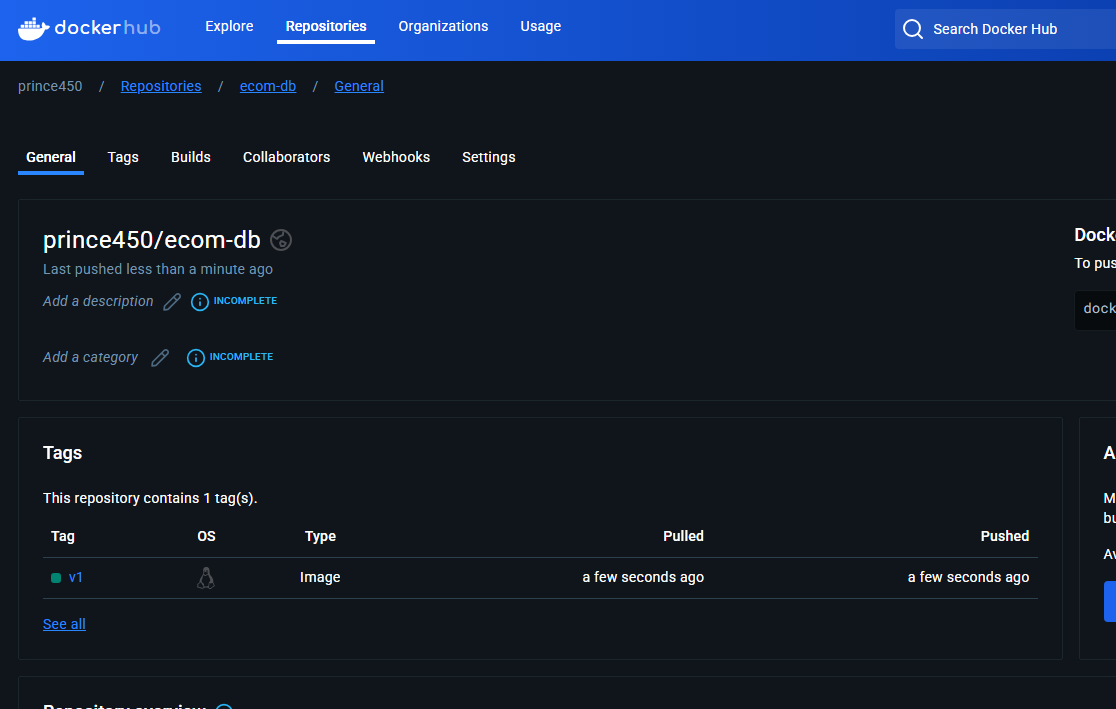 dockerhub Explore Repositories Organizations Usage Search Docker Hub
prince450 / Repositories / ecom-db / General
General Tags Builds Collaborators Webhooks Settings
prince450/ecom-db
Last pushed less than a minute ago
Add a description INCOMPLETE
Add a category INCOMPLETE
Dock
To pus
dock
Tags
This repository contains 1 tag(s).
Tag OS Type Pulled Pushed
v1 Image a few seconds ago a few seconds ago
See all
A
M
bu
Av
Repository overview